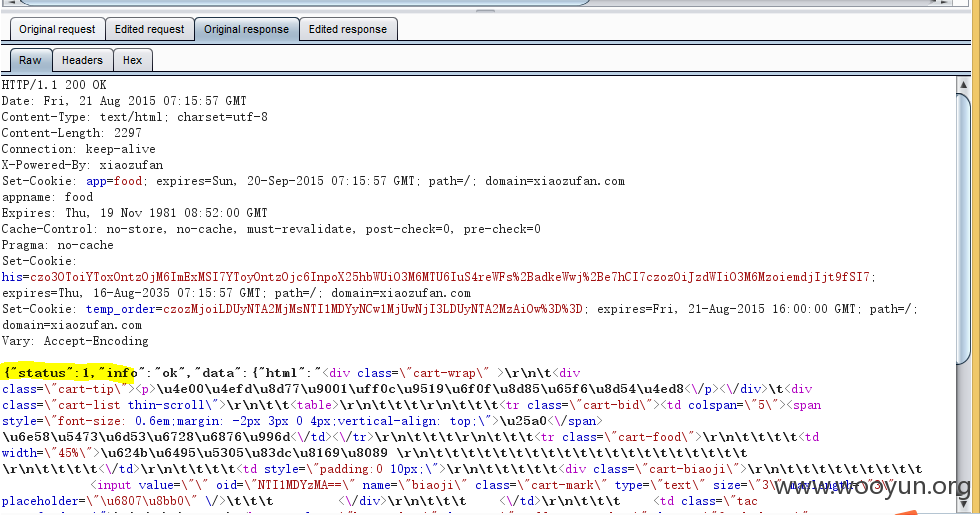 Original request Edited request Original response Edited response
Raw Headers Hex
HTTP/1.1 200 OK
Date: Fri, 21 Aug 2015 07:15:57 GMT
Content-Type: text/html; charset=utf-8
Content-Length: 2297
Connection: keep-alive
X-Powered-By: xiaozufan
Set-Cookie: app=food; expires=Sun, 20-Sep-2015 07:15:57 GMT; path=/; domain=xiaozufan.com
appname: food
Expires: Thu, 19 Nov 1981 08:52:00 GMT
Cache-Control: no-store, no-cache, must-revalidate, post-check=0, pre-check=0
Pragma: no-cache
Set-Cookie:
his=czo3OToiYToxOntzOjM6ImExMSI7YToyOntzOjc6InpoX25hbWUiO3M6MTU6IuS4reWFs%2BadkeWwj%2Be7hCI7czozOiJzdWIiO3M6MzoiemdjIjt9fSI7;
expires=Thu, 16-Aug-2035 07:15:57 GMT; path=/; domain=xiaozufan.com
Set-Cookie: temp_order=czozMjoiLDUyNTA2MjMsNTI1MDYyNCw1MjUwNjI3LDUyNTA2MzAiOw%3D%3D; expires=Fri, 21-Aug-2015 16:00:00 GMT; path=/;
domain=xiaozufan.com
Vary: Accept-Encoding
{"status":1,"info":"ok","data":{"html":"<div class=\"cart-wrap\" >\r\n\t<div
class=\"cart-tip\"><p>\u4e00\u4efd\u8d77\u9001\uff0c\u9519\u6f0f\u8d85\u65f6\u8d54\u4ed8<\/p><\/div>\t<div
class=\"cart-list thin-scroll\">\r\n\t\t<table>\r\n\t\t\t\r\n\t\t\t<tr class=\"cart-bid\"><td colspan=\"5\"><span
style=\"font-size: 0.6em;margin: -2px 3px 0 4px;vertical-align: top;\">\u25a0<\/span>
\u6e58\u5473\u6d53\u6728\u6876\u996d<\/td><\/tr>\r\n\t\t\t\r\n\t\t\t<tr class=\"cart-food\">\r\n\t\t\t\t<td
width=\"45%\">\u624b\u6495\u5305\u83dc\u8169\u8089 \r\n\t\t\t\t\t\t\t\t\t\t\t\t\t\t\t\t\t
\r\n\t\t\t\t<\/td>\r\n\t\t\t\t<td style=\"padding:0 10px;\">\r\n\t\t\t\t\t<div class=\"cart-biaoji\">\r\n\t\t\t\t\t\t\t\t\t
<input value=\"\" oid=\"NTI1MDYzMA==\" name=\"biaoji\" class=\"cart-mark\" type=\"text\" size=\"3\" maxlength=\"3\"
placeholder=\"\u6807\u8bb0\" \/>\t\t\t <\/div>\r\n\t\t\t <\/td>\r\n\t\t\t <td class=\"tac
www.wooyun.org